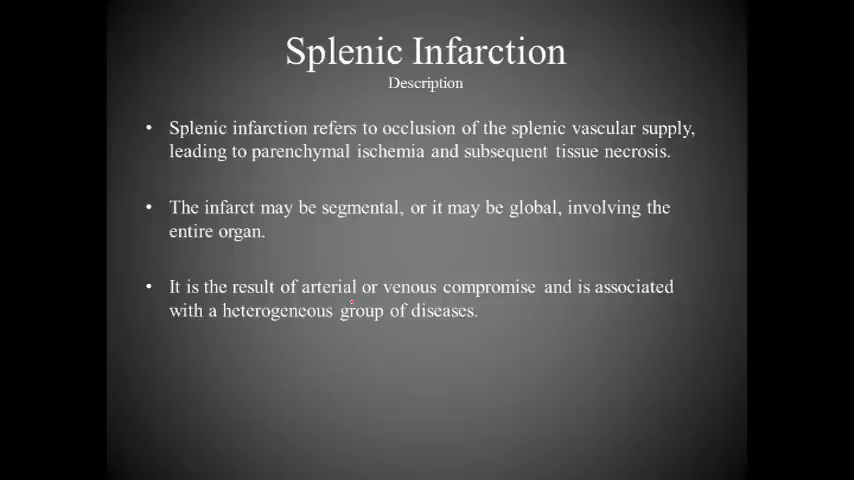 Splenic Infarction
Description
• Splenic infarction refers to occlusion of the splenic vascular supply,
leading to parenchymal ischemia and subsequent tissue necrosis.
• The infarct may be segmental, or it may be global, involving the
entire organ.
• It is the result of arterial or venous compromise and is associated
with a heterogeneous group of diseases.